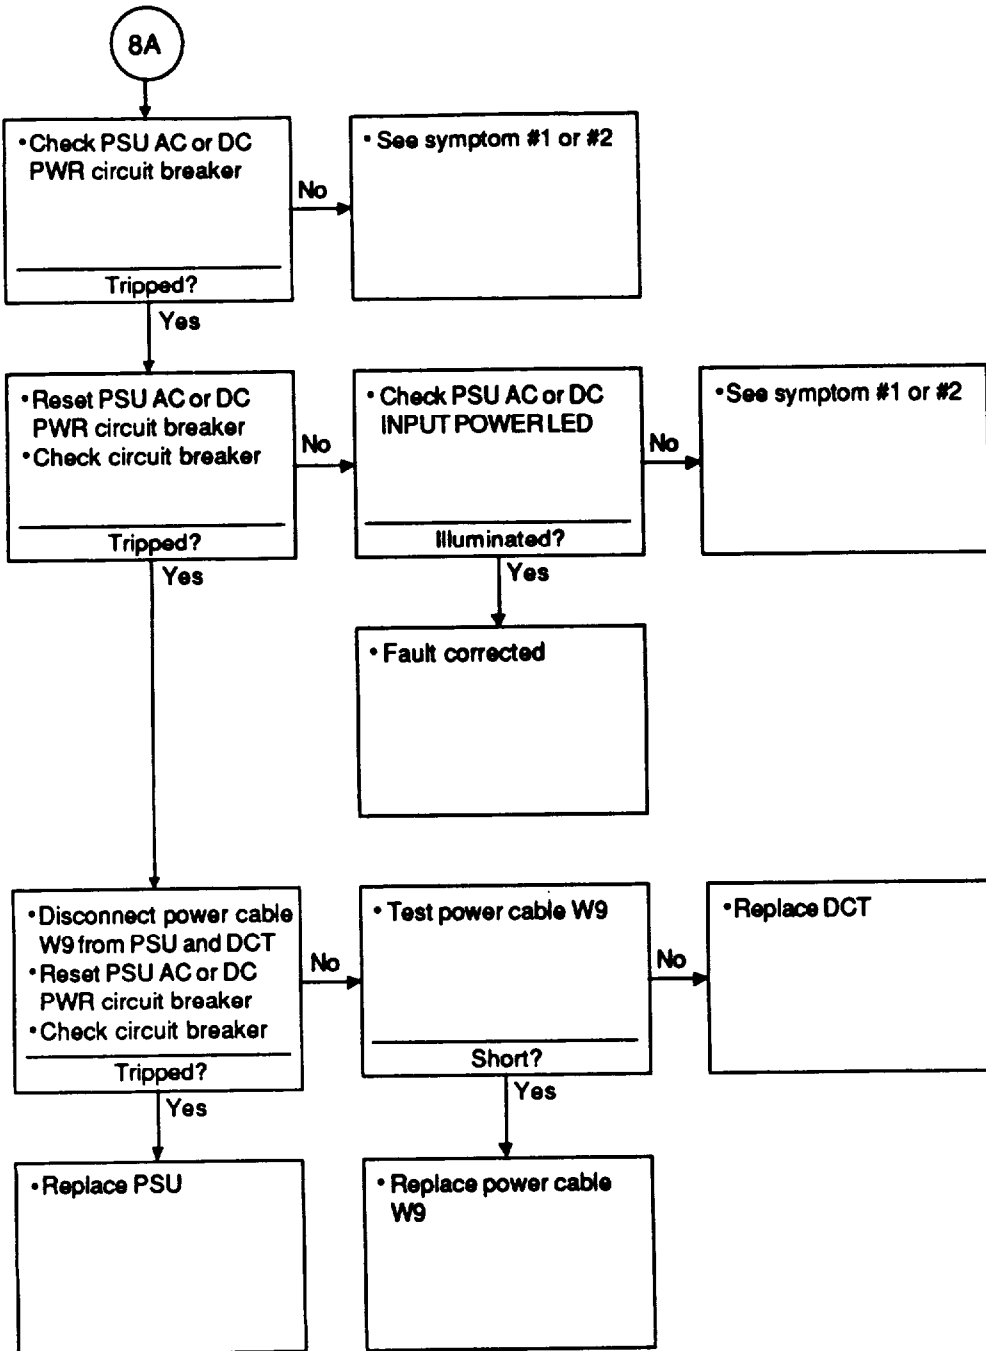 8A
• Check PSU AC or DC
PWR circuit breaker
Tripped?
No
• See symptom #1 or #2
Yes
• Reset PSU AC or DC
PWR circuit breaker
• Check circuit breaker
Tripped?
No
• Check PSU AC or DC
INPUT POWER LED
Illuminated?
No
• See symptom #1 or #2
Yes
• Fault corrected
Yes
• Disconnect power cable
W9 from PSU and DCT
• Reset PSU AC or DC
PWR circuit breaker
• Check circuit breaker
Tripped?
No
• Test power cable W9
Short?
No
• Replace DCT
Yes
• Replace PSU
Yes
• Replace power cable
W9